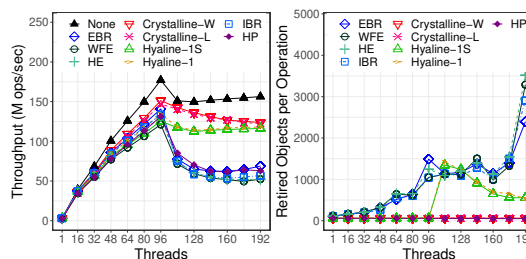 None
EBR
WFE
HE
Crystalline-W
Crystalline-L
Hyaline-1S
Hyaline-1
IBR
HP
Throughput (M ops/sec)
200
150
100
50
0
1 16 32 48 64 80 96 128 160 192
Threads
EBR
WFE
HE
IBR
Crystalline-W
Crystalline-L
Hyaline-1S
Hyaline-1
HP
Retired Objects per Operation
5000
4000
3000
2000
1000
0
1 16 32 48 64 80 96 128 160 19
Threads